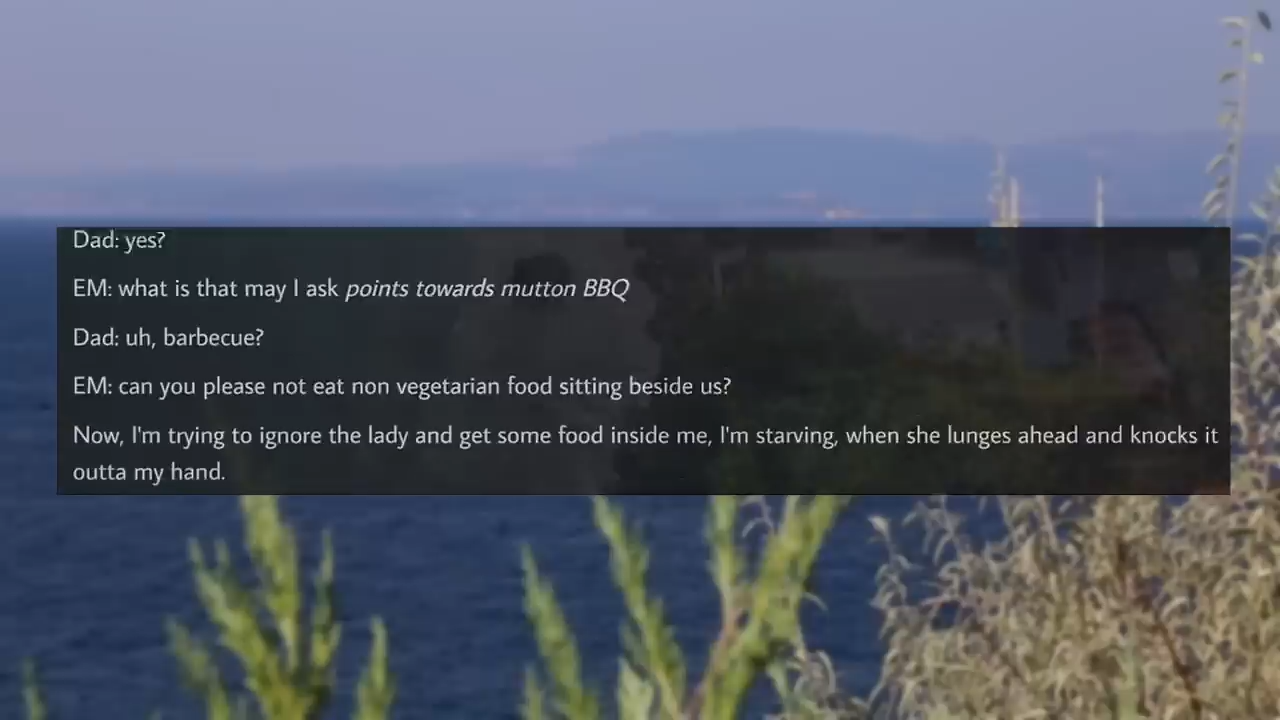 Dad: yes?
EM: what is that may I ask points towards mutton BBQ
Dad: uh, barbecue?
EM: can you please not eat non vegetarian food sitting beside us?
Now, I'm trying to ignore the lady and get some food inside me, I'm starving, when she lunges ahead and knocks it
outta my hand.